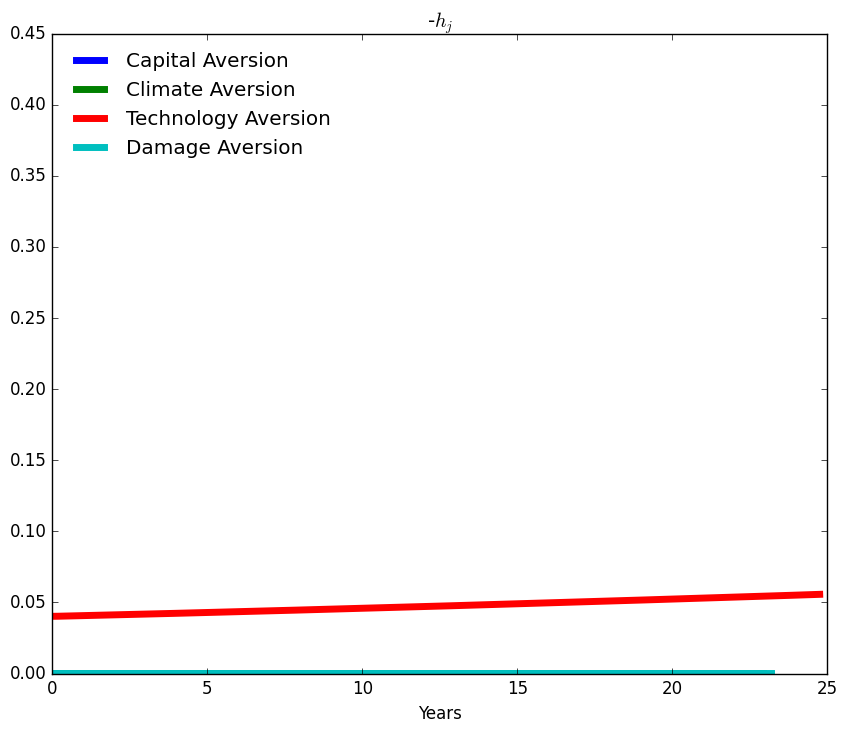 -h_j
0.45
Capital Aversion
Climate Aversion
Technology Aversion
Damage Aversion
0.40
0.35
0.30
0.25
0.20
0.15
0.10
0.05
0.00
0 5 10 15 20 25
Years